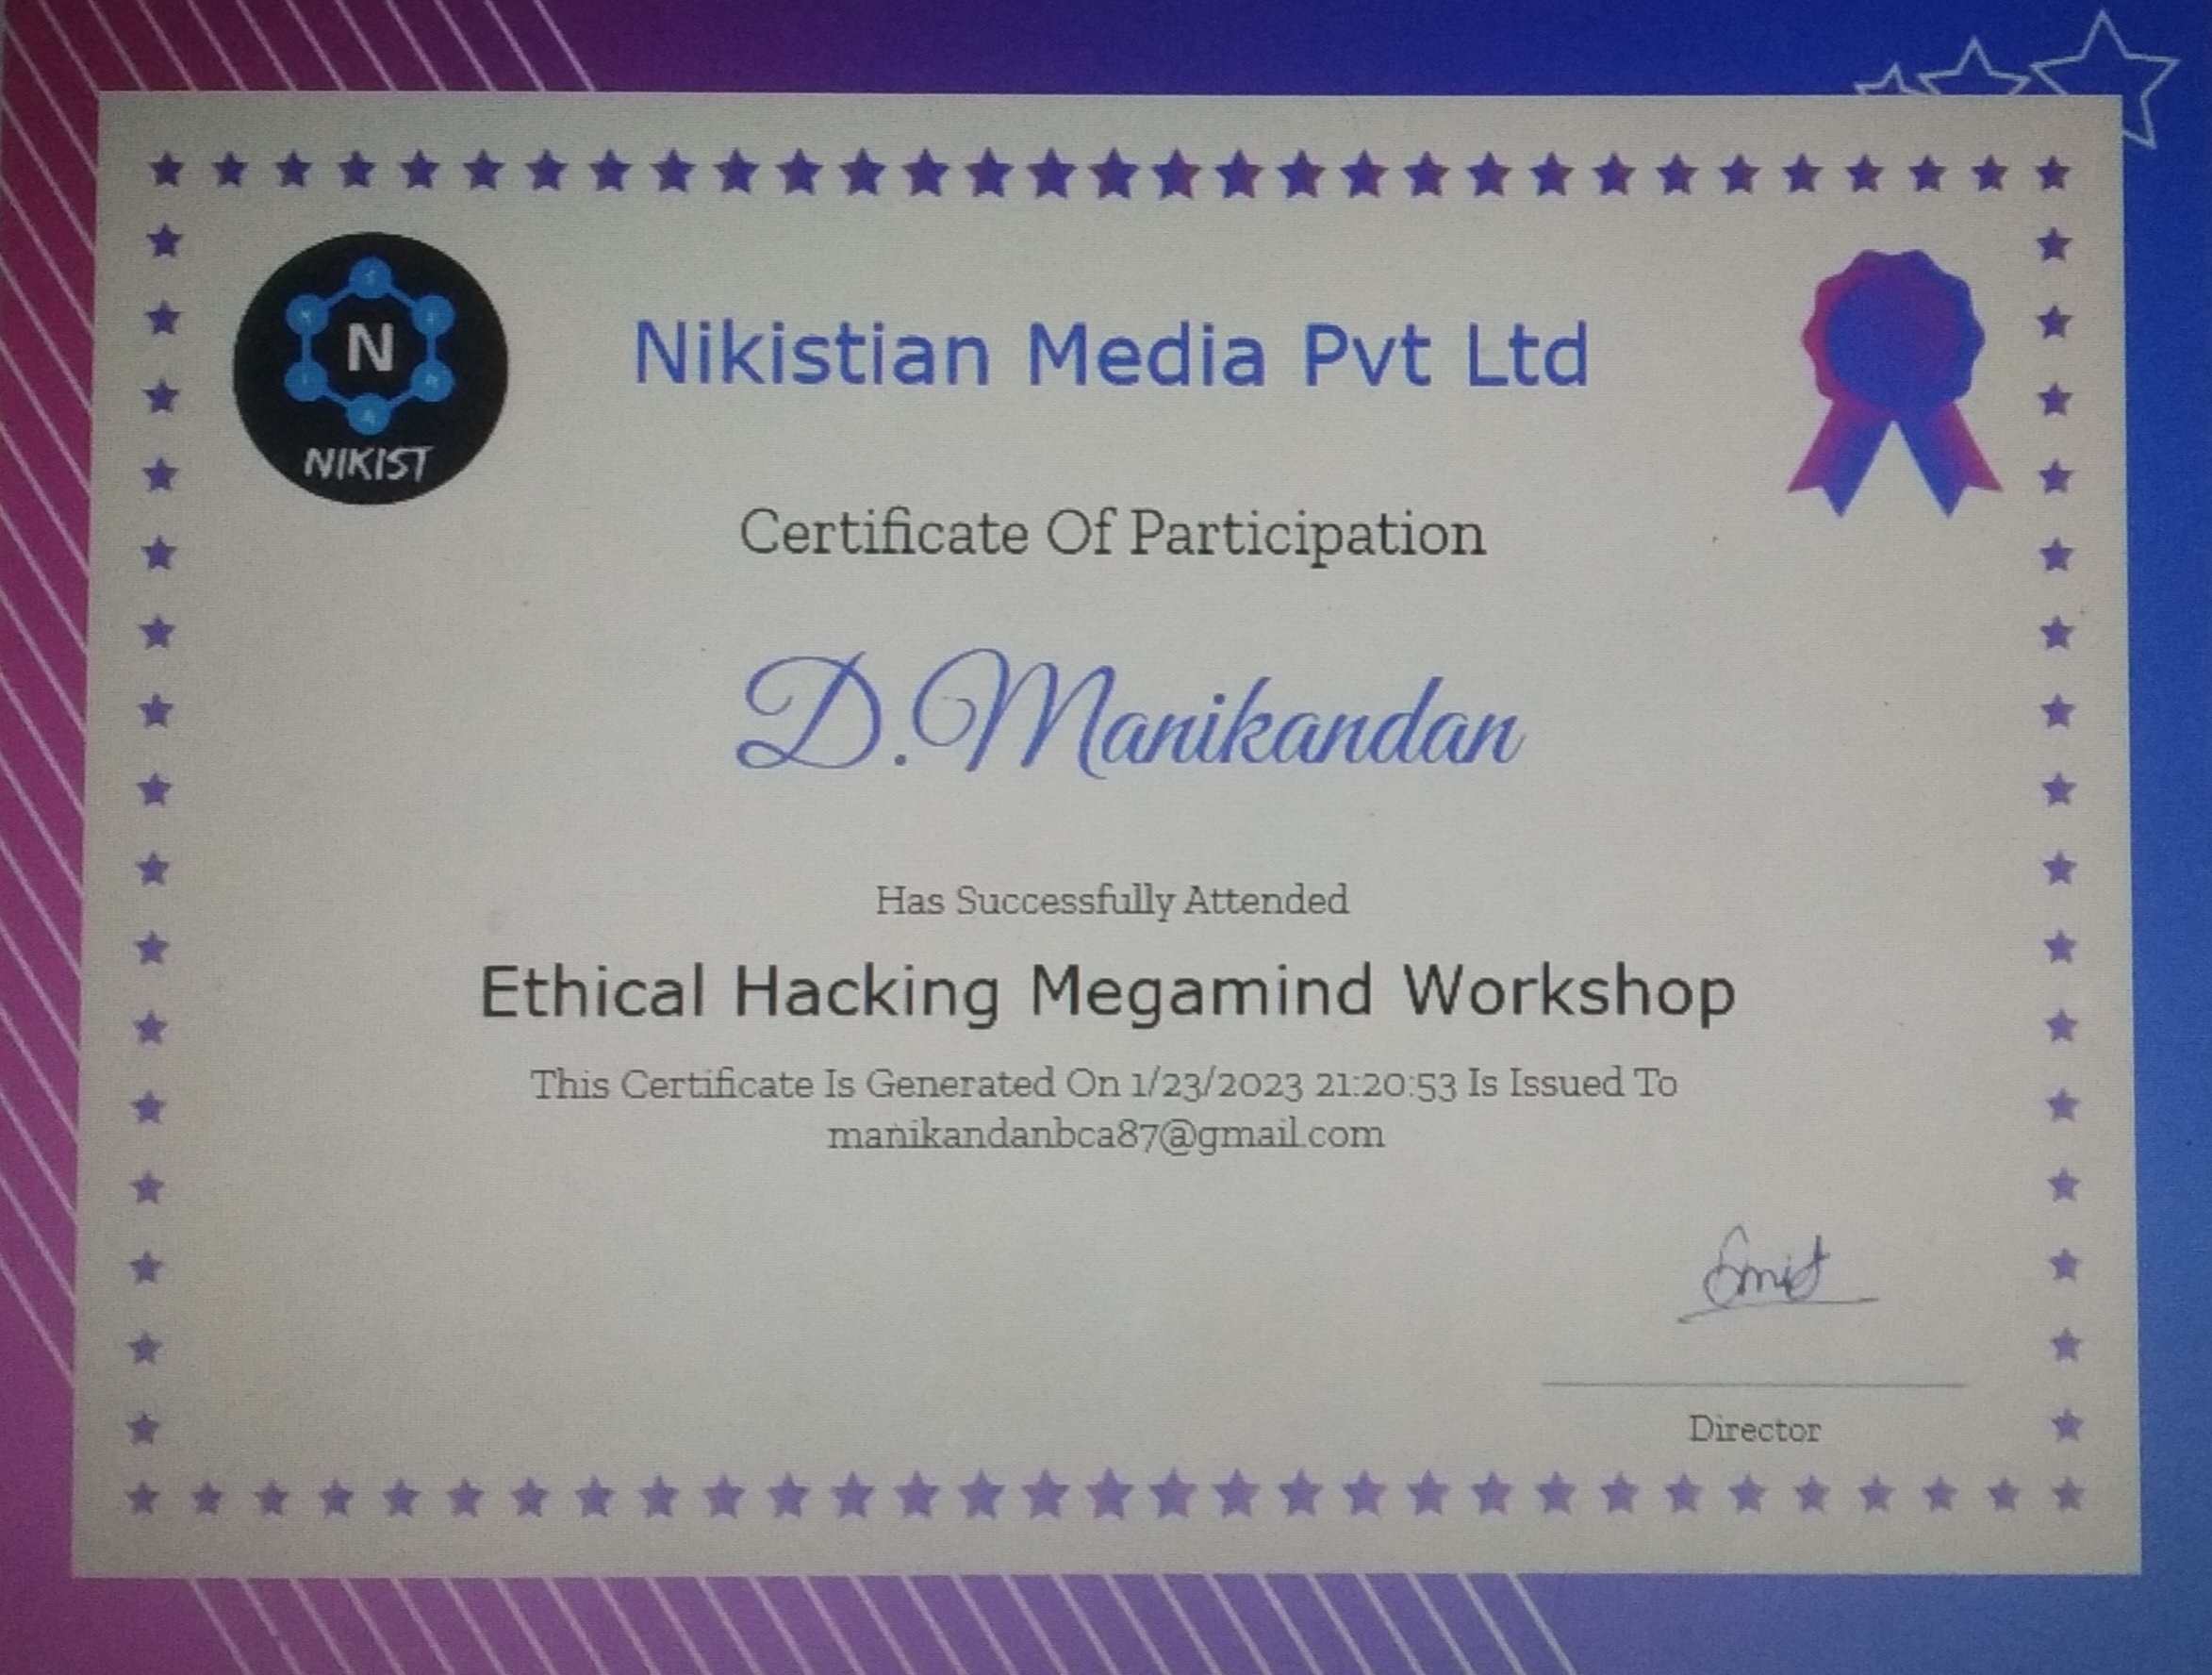 N
NIKIST
Nikistian Media Pvt Ltd
Certificate Of Participation
D.Manikandan
Has Successfully Attended
Ethical Hacking Megamind Workshop
This Certificate Is Generated On 1/23/2023 21:20:53 Is Issued To
manikandanbca87@gmail.com
Director